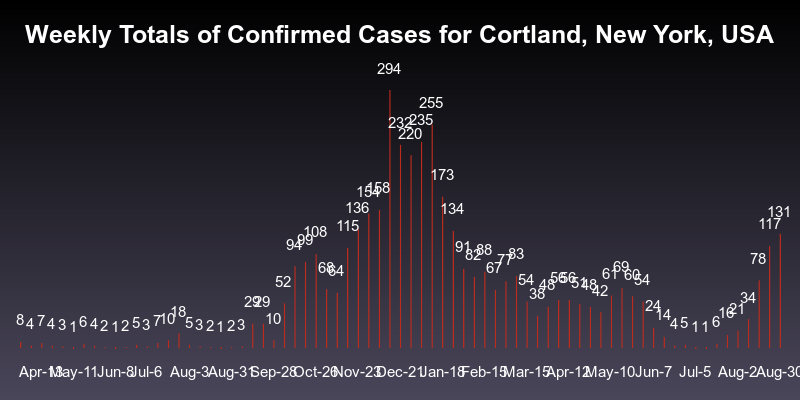 Weekly Totals of Confirmed Cases for Cortland, New York, USA
8 4 7 4 3 1 6 4 2 1 2 5 3 7 10 18 5 3 2 1 2 3 29 29 10 52 94 99 108 68 64 115 136 154 158 294 232 220 235 255 173 134 91 82 88 67 77 83 54 38 48 56 56 51 48 42 61 69 60 54 24 14 4 5 1 1 6 16 21 34 78 117 131
Apr-13 May-11 Jun-8 Jul-6 Aug-3 Aug-31 Sep-28 Oct-26 Nov-23 Dec-21 Jan-18 Feb-15 Mar-15 Apr-12 May-10 Jun-7 Jul-5 Aug-2 Aug-30